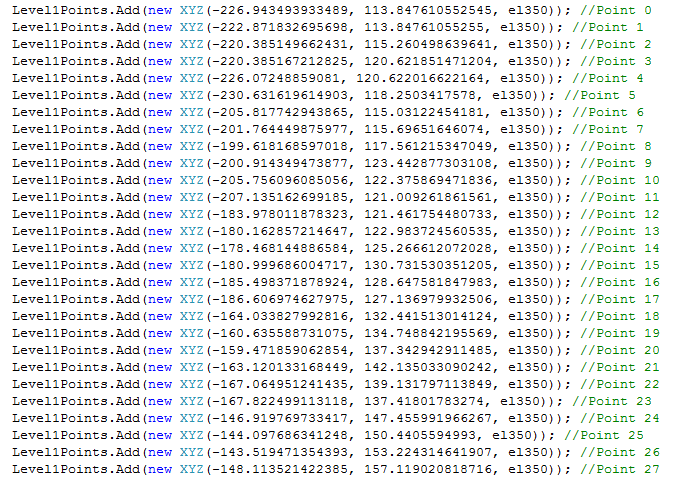 Level1Points.Add(new XYZ(-226.943493933489, 113.847610552545, el350)); //Point 0
Level1Points.Add(new XYZ(-222.871832695698, 113.84761055255, el350)); //Point 1
Level1Points.Add(new XYZ(-220.385149662431, 115.260498639641, el350)); //Point 2
Level1Points.Add(new XYZ(-220.385167212825, 120.621851471204, el350)); //Point 3
Level1Points.Add(new XYZ(-226.07248859081, 120.622016622164, el350)); //Point 4
Level1Points.Add(new XYZ(-230.631619614903, 118.2503417578, el350)); //Point 5
Level1Points.Add(new XYZ(-205.817742943865, 115.03122454181, el350)); //Point 6
Level1Points.Add(new XYZ(-201.764449875977, 115.69651646074, el350)); //Point 7
Level1Points.Add(new XYZ(-199.618168597018, 117.561215347049, el350)); //Point 8
Level1Points.Add(new XYZ(-200.914349473877, 123.442877303108, el350)); //Point 9
Level1Points.Add(new XYZ(-205.756096085056, 122.375869471836, el350)); //Point 10
Level1Points.Add(new XYZ(-207.135162699185, 121.009261861561, el350)); //Point 11
Level1Points.Add(new XYZ(-183.978011878323, 121.461754480733, el350)); //Point 12
Level1Points.Add(new XYZ(-180.162857214647, 122.983724560535, el350)); //Point 13
Level1Points.Add(new XYZ(-178.468144886584, 125.266612072028, el350)); //Point 14
Level1Points.Add(new XYZ(-180.999686004717, 130.731530351205, el350)); //Point 15
Level1Points.Add(new XYZ(-185.498371878924, 128.647581847983, el350)); //Point 16
Level1Points.Add(new XYZ(-186.606974627975, 127.136979932506, el350)); //Point 17
Level1Points.Add(new XYZ(-164.033827992816, 132.441513014124, el350)); //Point 18
Level1Points.Add(new XYZ(-160.635588731075, 134.748842195569, el350)); //Point 19
Level1Points.Add(new XYZ(-159.471859062854, 137.342942911485, el350)); //Point 20
Level1Points.Add(new XYZ(-163.120133168449, 142.135033090242, el350)); //Point 21
Level1Points.Add(new XYZ(-167.064951241435, 139.131797113849, el350)); //Point 22
Level1Points.Add(new XYZ(-167.822499113118, 137.41801783274, el350)); //Point 23
Level1Points.Add(new XYZ(-146.919769733417, 147.455991966267, el350)); //Point 24
Level1Points.Add(new XYZ(-144.097686341248, 150.4405594993, el350)); //Point 25
Level1Points.Add(new XYZ(-143.519471354393, 153.224314641907, el350)); //Point 26
Level1Points.Add(new XYZ(-148.113521422385, 157.119020818716, el350)); //Point 27